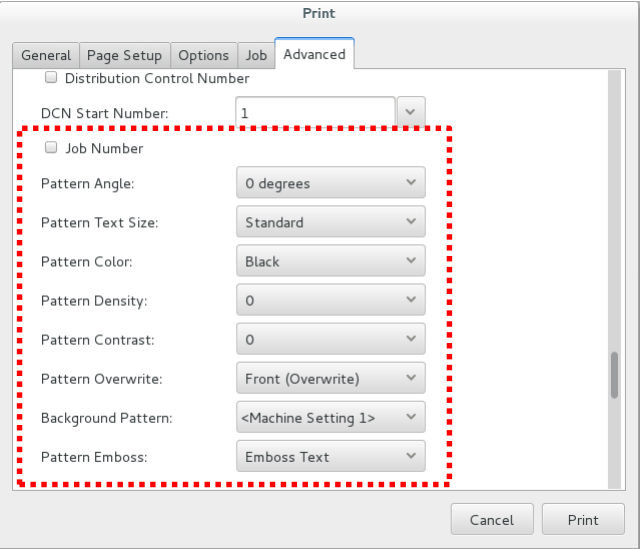 Print
General Page Setup Options Job Advanced
Distribution Control Number
DCN Start Number: 1
Job Number
Pattern Angle: 0 degrees
Pattern Text Size: Standard
Pattern Color: Black
Pattern Density: 0
Pattern Contrast: 0
Pattern Overwrite: Front (Overwrite)
Background Pattern: <Machine Setting 1>
Pattern Emboss: Emboss Text
Cancel Print